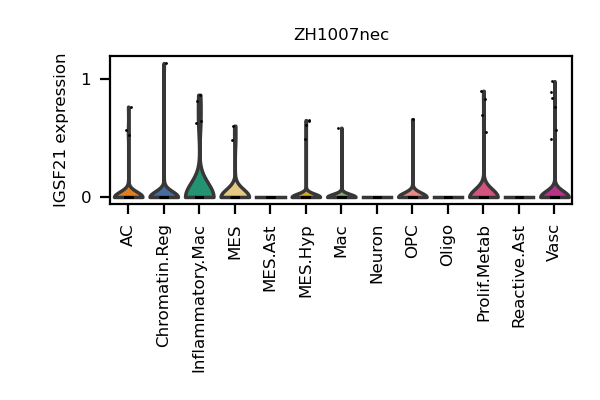 ZH1007nec
IGSF21 expression
1
0
AC
Chromatin.Reg
Inflammatory.Mac
MES
MES.Ast
MES.Hyp
Mac
Neuron
OPC
Oligo
Prolif.Metab
Reactive.Ast
Vasc